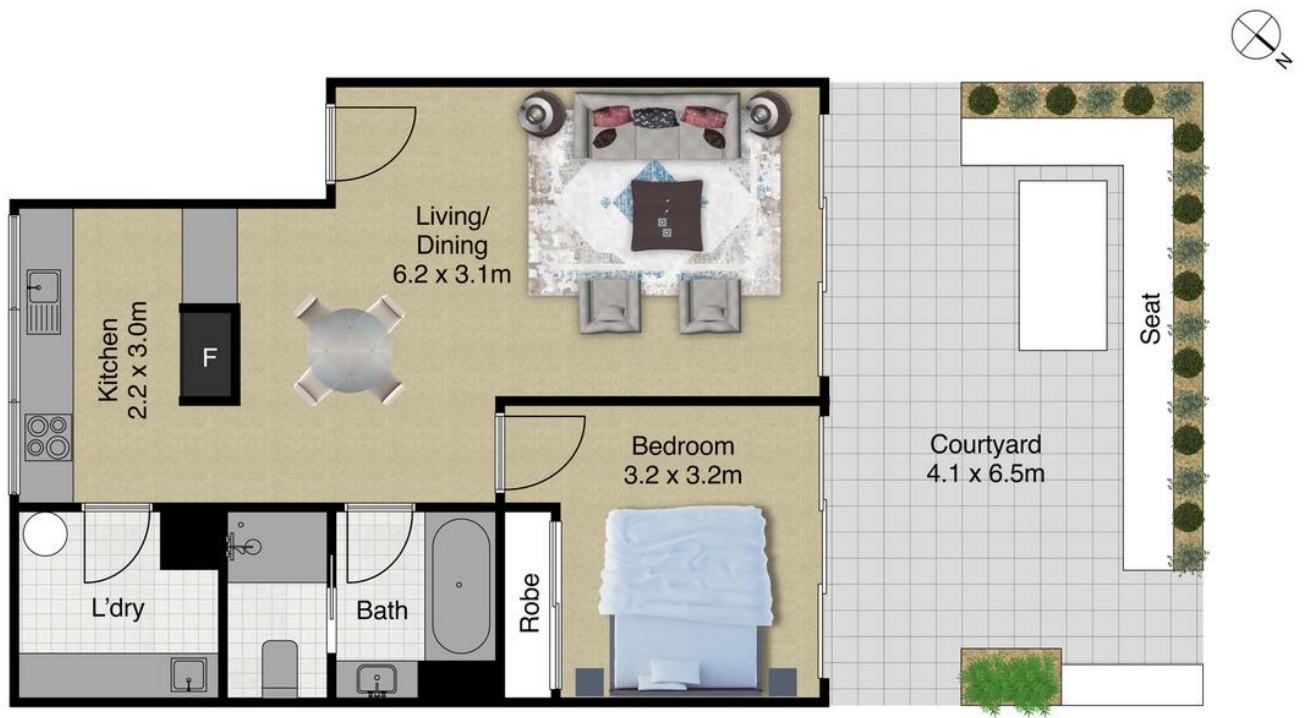 N
Living/
Dining
6.2 x 3.1m
Kitchen
2.2 x 3.0m
F
Seat
Bedroom
3.2 x 3.2m
Courtyard
4.1 x 6.5m
L'dry
Bath
Robe